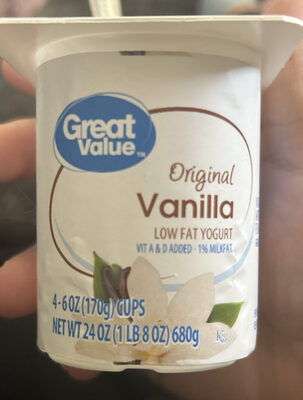 Great
Value™
Original
Vanilla
LOW FAT YOGURT
VIT A & D ADDED · 1% MILKFAT
4-6 OZ (170g) CUPS
NET WT 24 OZ (1 LB 8 OZ) 680g